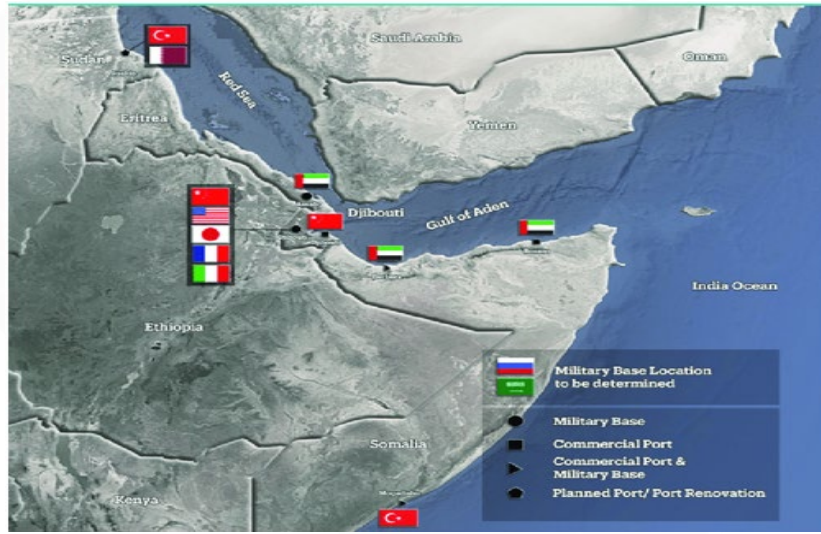 Saudi Arabia
Oman
Sudan
Red Sea
Eritrea
Yemen
Djibouti
Gulf of Aden
India Ocean
Ethiopia
Military Base Location
to be determined
Military Base
Commercial Port
Commercial Port &
Military Base
Planned Port/ Port Renovation
Somalia
Kenya
Mogadishu